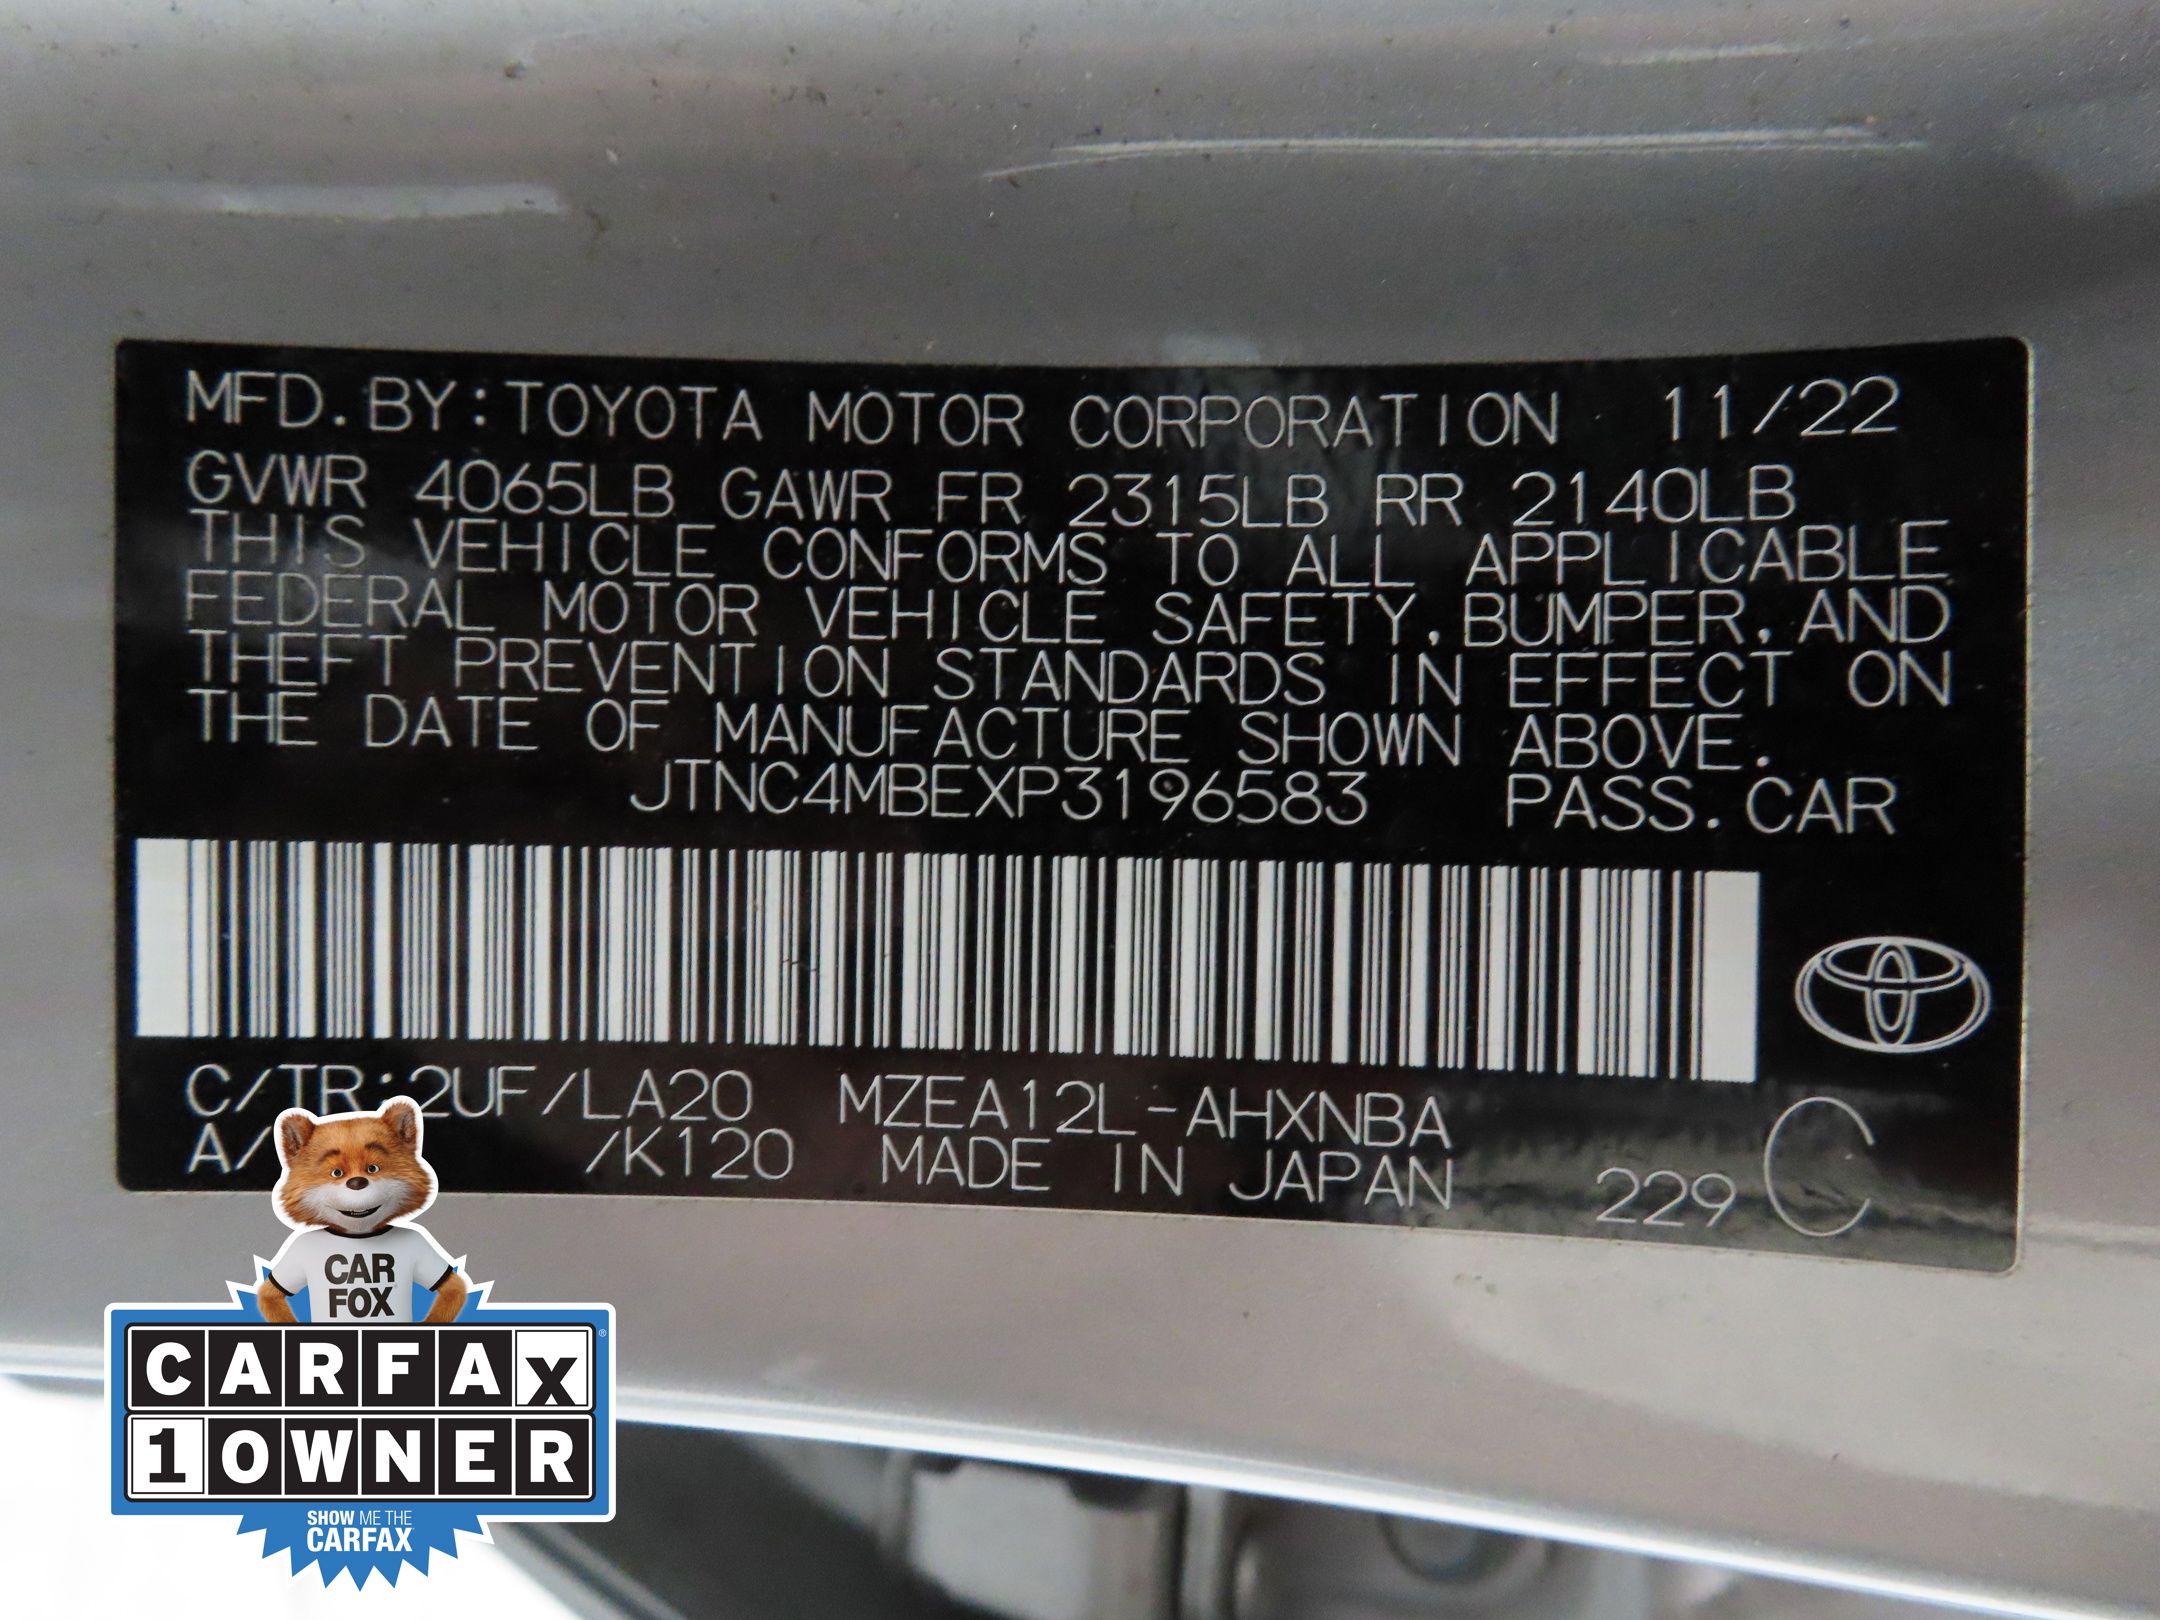 MFD. BY: TOYOTA MOTOR CORPORATION 11/22
GVWR 4065LB GAWR FR 2315LB RR 2140LB
THIS VEHICLE CONFORMS TO ALL APPLICABLE
FEDERAL MOTOR VEHICLE SAFETY, BUMPER, AND
THEFT PREVENTION STANDARDS IN EFFECT ON
THE DATE OF MANUFACTURE SHOWN ABOVE.
JTNC4MBEXP3196583 PASS. CAR
C/TR: 2UF/LA20 MZEA12L-AHXNBA
A/ /K120 MADE IN JAPAN 229 C
CAR
FOX
CARFAX®
1 OWNER
SHOW ME THE
CARFAX